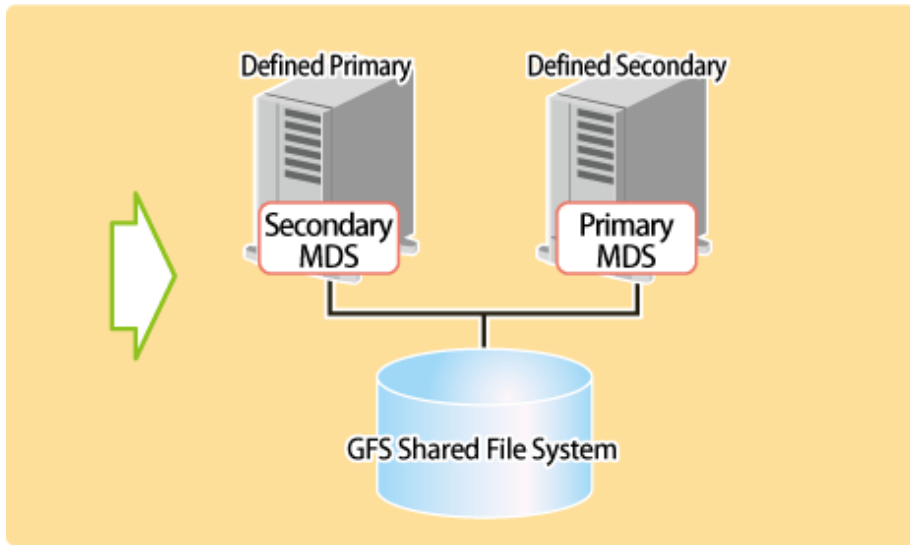 Defined Primary
Defined Secondary
Secondary
MDS
Primary
MDS
GFS Shared File System